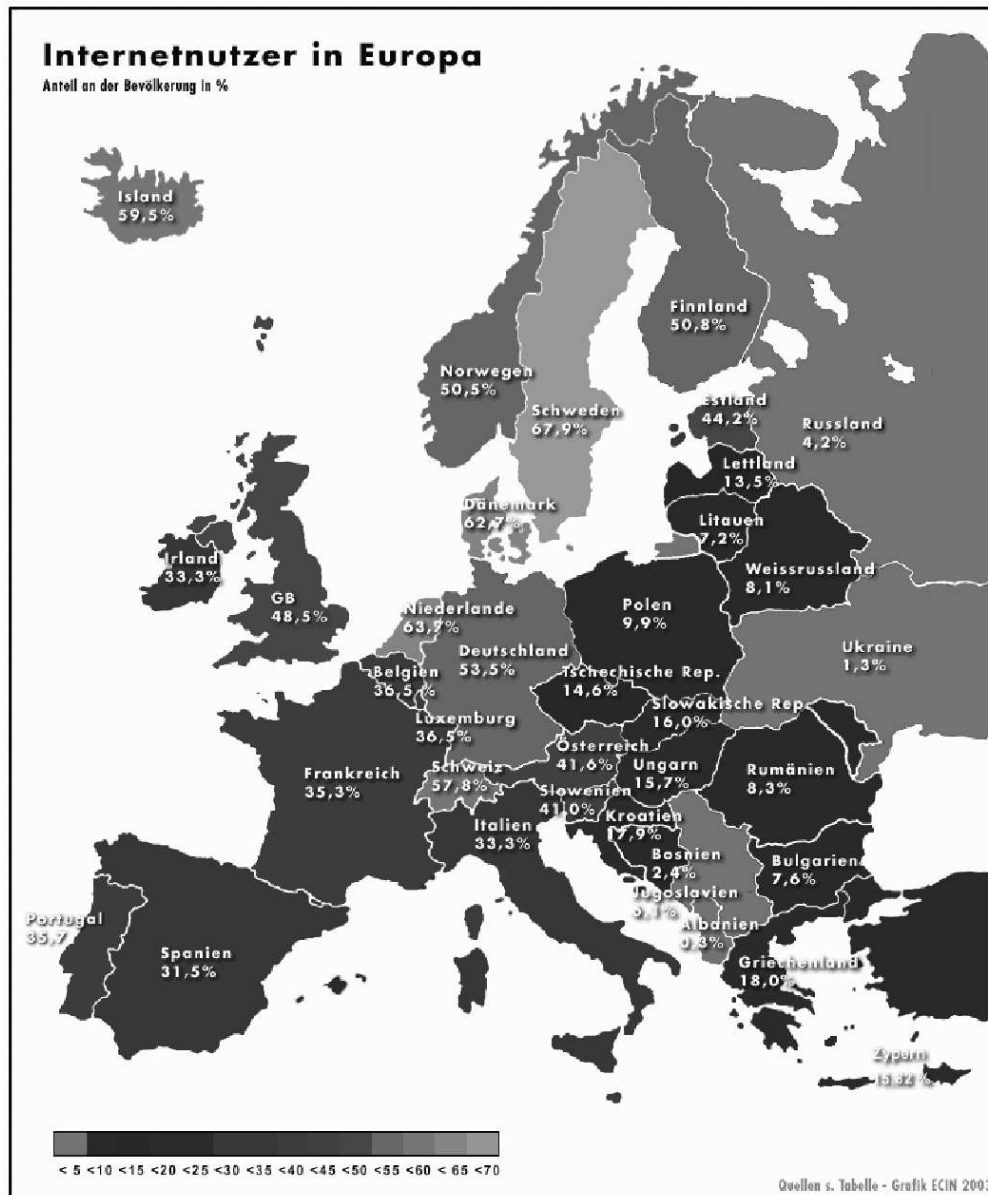 Internetnutzer in Europa
Anteil an der Bevölkerung in %
Island
59,5%
Finnland
50,8%
Norwegen
50,5%
Schweden
67,9%
Estland
44,2%
Russland
4,2%
Lettland
13,5%
Dänemark
62,7%
Litauen
7,2%
Irland
33,3%
Weissrussland
8,1%
GB
48,5%
Niederlande
63,9%
Polen
9,9%
Deutschland
53,5%
Ukraine
1,3%
Belgien
36,5 %
Tschechische Rep.
14,6%
Slowakische Rep.
16,0%
Luxemburg
36,5%
Österreich
41,6%
Schweiz
57,8%
Ungarn
15,7%
Frankreich
35,3%
Rumänien
8,3%
Slowenien
41,0%
Italien
33,3%
Kroatien
17,9%
Bosnien
2,4%
Bulgarien
7,6%
Jugoslavien
6,1%
Portugal
35,7
Albanien
0,3%
Spanien
31,5%
Griechenland
18,0%
Zypern
15.82 %
< 5 <10 <15 <20 <25 <30 <35 <40 <45 <50 <55 <60 < 65 <70
Quellen s. Tabelle - Grafik ECIN 2003